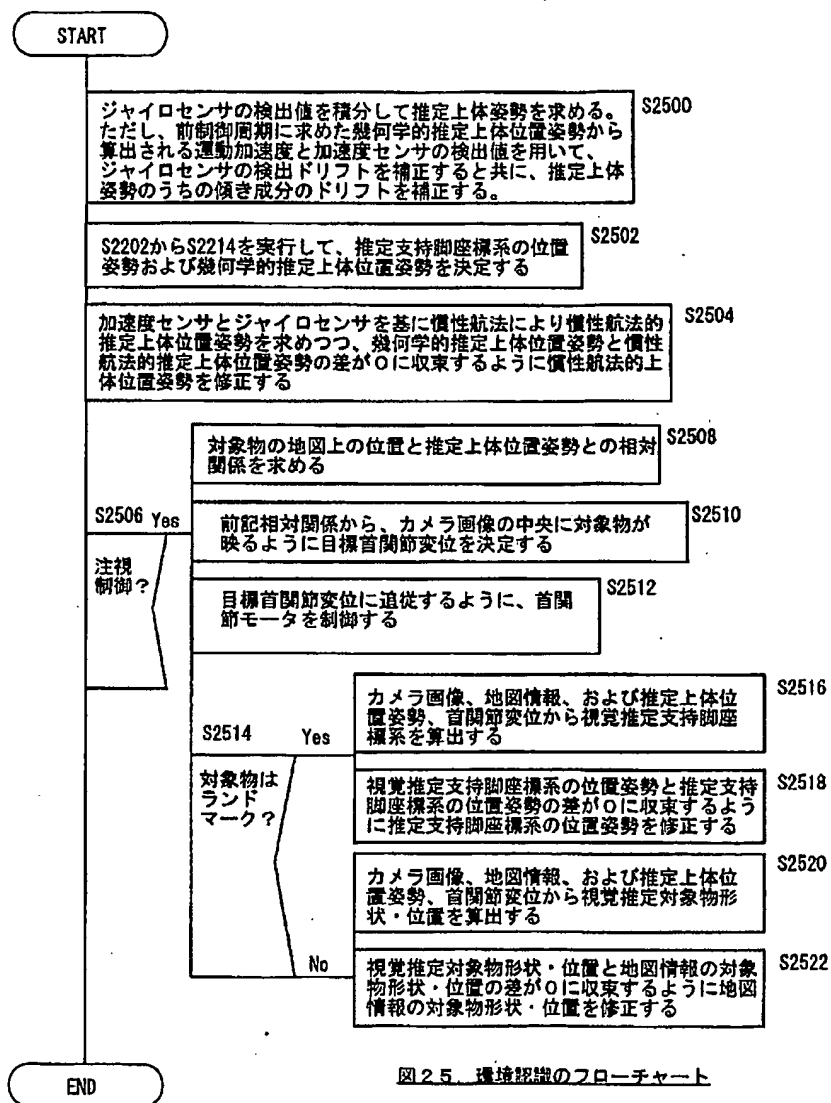 START
S2500
ジャイロセンサの検出値を積分して推定上体姿勢を求める。
ただし、前制御周期に求めた幾何学的推定上体位置姿勢から
算出される運動加速度と加速度センサの検出値を用いて、
ジャイロセンサの検出ドリフトを補正すると共に、推定上体
姿勢のうちの傾き成分のドリフトを補正する。
S2502
S2202からS2214を実行して、推定支持脚座標系の位置
姿勢および幾何学的推定上体位置姿勢を決定する
S2504
加速度センサとジャイロセンサを基に慣性航法により慣性航法的
推定上体位置姿勢を求めつつ、幾何学的推定上体位置姿勢と慣性
航法的推定上体位置姿勢の差が0に収束するように慣性航法的上
体位置姿勢を修正する
S2506 Yes
注視
制御?
S2508
対象物の地図上の位置と推定上体位置姿勢との相対
関係を求める
S2510
前記相対関係から、カメラ画像の中央に対象物が
映るように目標首関節変位を決定する
S2512
目標首関節変位に追従するように、首関
節モータを制御する
S2514 Yes
対象物は
ランド
マーク?
No
S2516
カメラ画像、地図情報、および推定上体位
置姿勢、首関節変位から視覚推定支持脚座
標系を算出する
S2518
視覚推定支持脚座標系の位置姿勢と推定支持
脚座標系の位置姿勢の差が0に収束するよう
に推定支持脚座標系の位置姿勢を修正する
S2520
カメラ画像、地図情報、および推定上体位
置姿勢、首関節変位から視覚推定対象物形
状・位置を算出する
S2522
視覚推定対象物形状・位置と地図情報の対象
物形状・位置の差が0に収束するように地図
情報の対象物形状・位置を修正する
END
図25. 環境認識のフローチャート